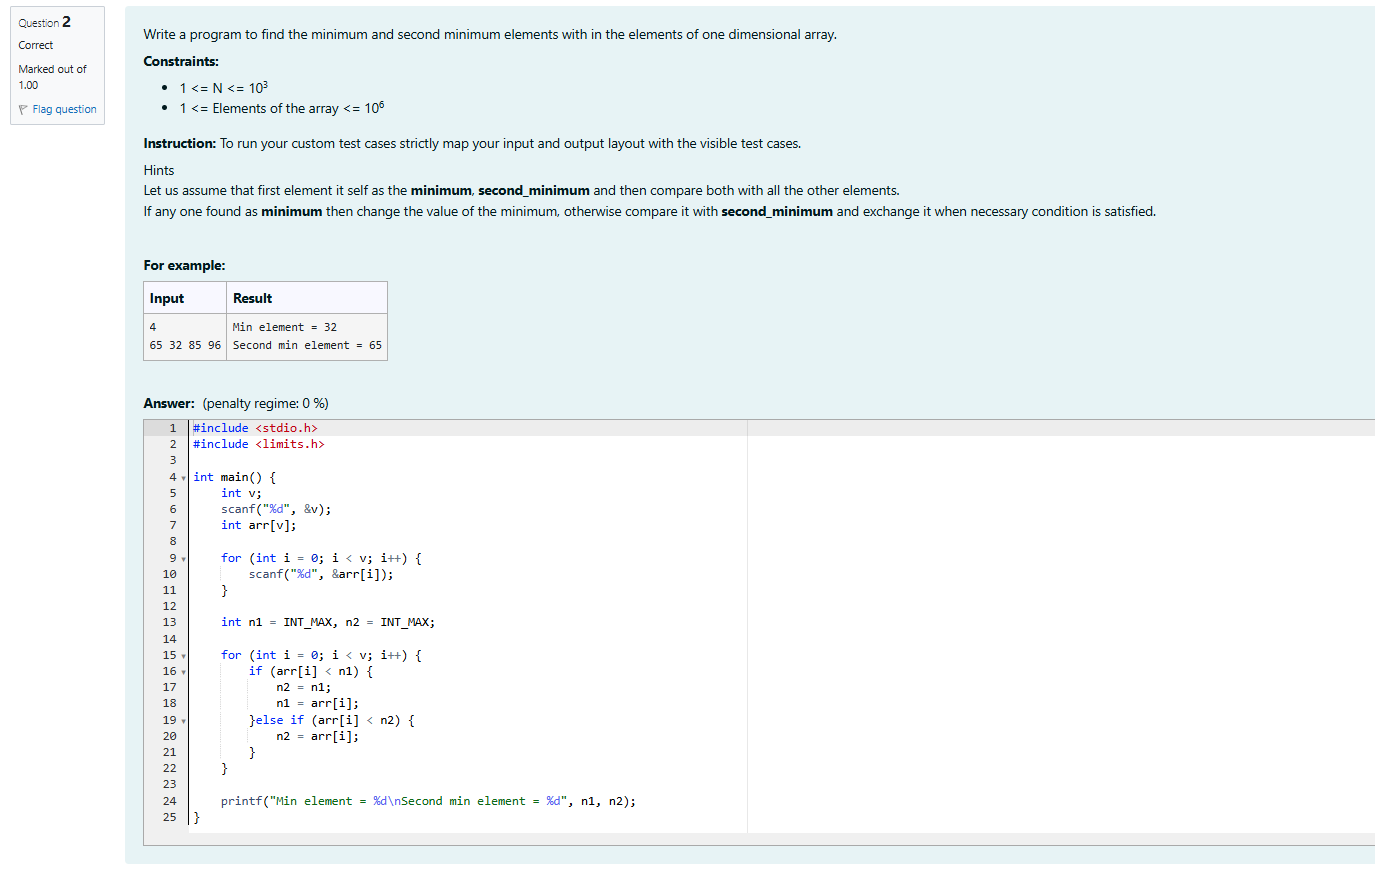 Question 2
Correct
Marked out of
1.00
Flag question
Write a program to find the minimum and second minimum elements with in the elements of one dimensional array.
Constraints:
• 1 <= N <= 10³
• 1 <= Elements of the array <= 10⁶
Instruction: To run your custom test cases strictly map your input and output layout with the visible test cases.
Hints
Let us assume that first element it self as the minimum, second_minimum and then compare both with all the other elements.
If any one found as minimum then change the value of the minimum, otherwise compare it with second_minimum and exchange it when necessary condition is satisfied.
For example:
Input Result
4 Min element = 32
65 32 85 96 Second min element = 65
Answer: (penalty regime: 0 %)
1 #include <stdio.h>
2 #include <limits.h>
3
4 int main() {
5     int v;
6     scanf("%d", &v);
7     int arr[v];
8
9     for (int i = 0; i < v; i++) {
10         scanf("%d", &arr[i]);
11     }
12
13     int n1 = INT_MAX, n2 = INT_MAX;
14
15     for (int i = 0; i < v; i++) {
16         if (arr[i] < n1) {
17             n2 = n1;
18             n1 = arr[i];
19         }else if (arr[i] < n2) {
20             n2 = arr[i];
21         }
22     }
23
24     printf("Min element = %d\nSecond min element = %d", n1, n2);
25 }